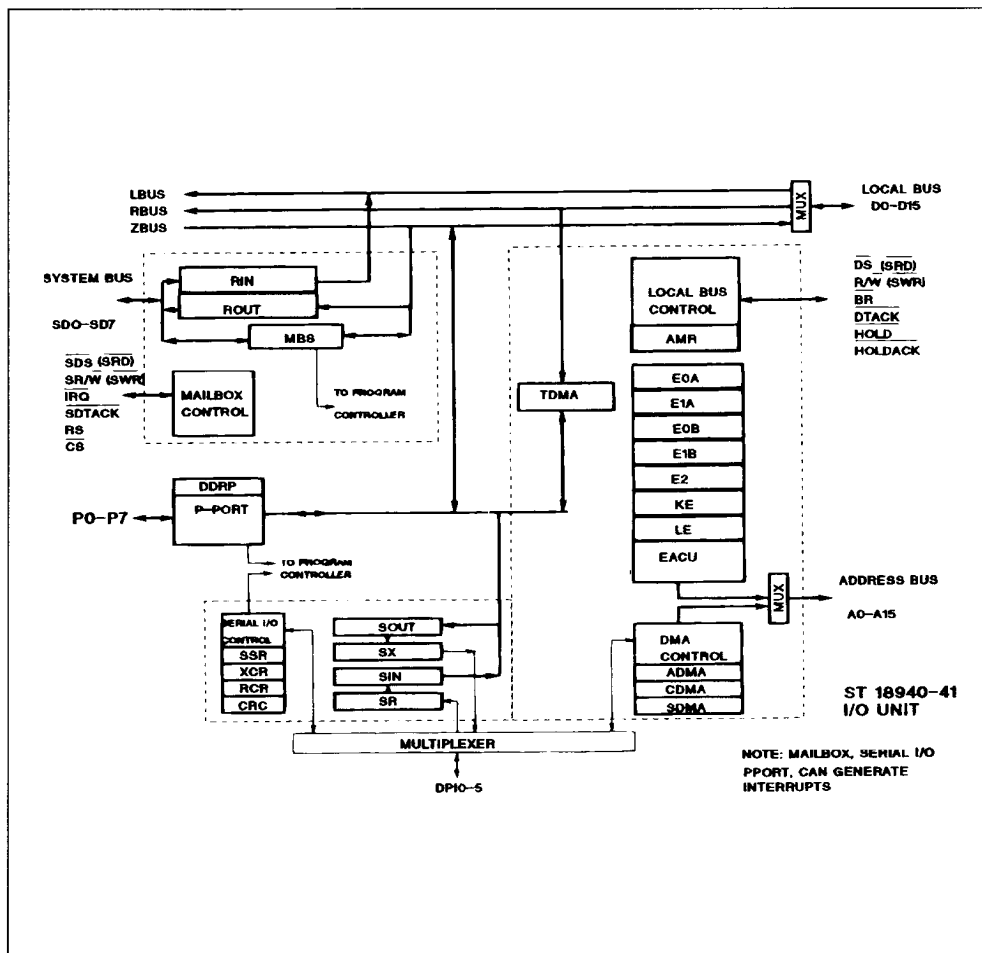 LBUS
RBUS
ZBUS
MUX
LOCAL BUS
D0-D15
SYSTEM BUS
SD0-SD7
RIN
ROUT
MBS
SDS (SRD)
SR/W (SWR)
IRQ
SDTACK
RS
CS
MAILBOX
CONTROL
TO PROGRAM
CONTROLLER
LOCAL BUS
CONTROL
AMR
DS (SRD)
R/W (SWR)
BR
DTACK
HOLD
HOLDACK
TDMA
E0A
E1A
E0B
E1B
E2
KE
LE
EACU
DDRP
P-PORT
P0-P7
TO PROGRAM
CONTROLLER
MUX
ADDRESS BUS
A0-A15
SERIAL I/O
CONTROL
SSR
XCR
RCR
CRC
SOUT
SX
SIN
SR
DMA
CONTROL
ADMA
CDMA
SDMA
ST 18940-41
I/O UNIT
MULTIPLEXER
DPI0-5
NOTE: MAILBOX, SERIAL I/O
PPORT, CAN GENERATE
INTERRUPTS